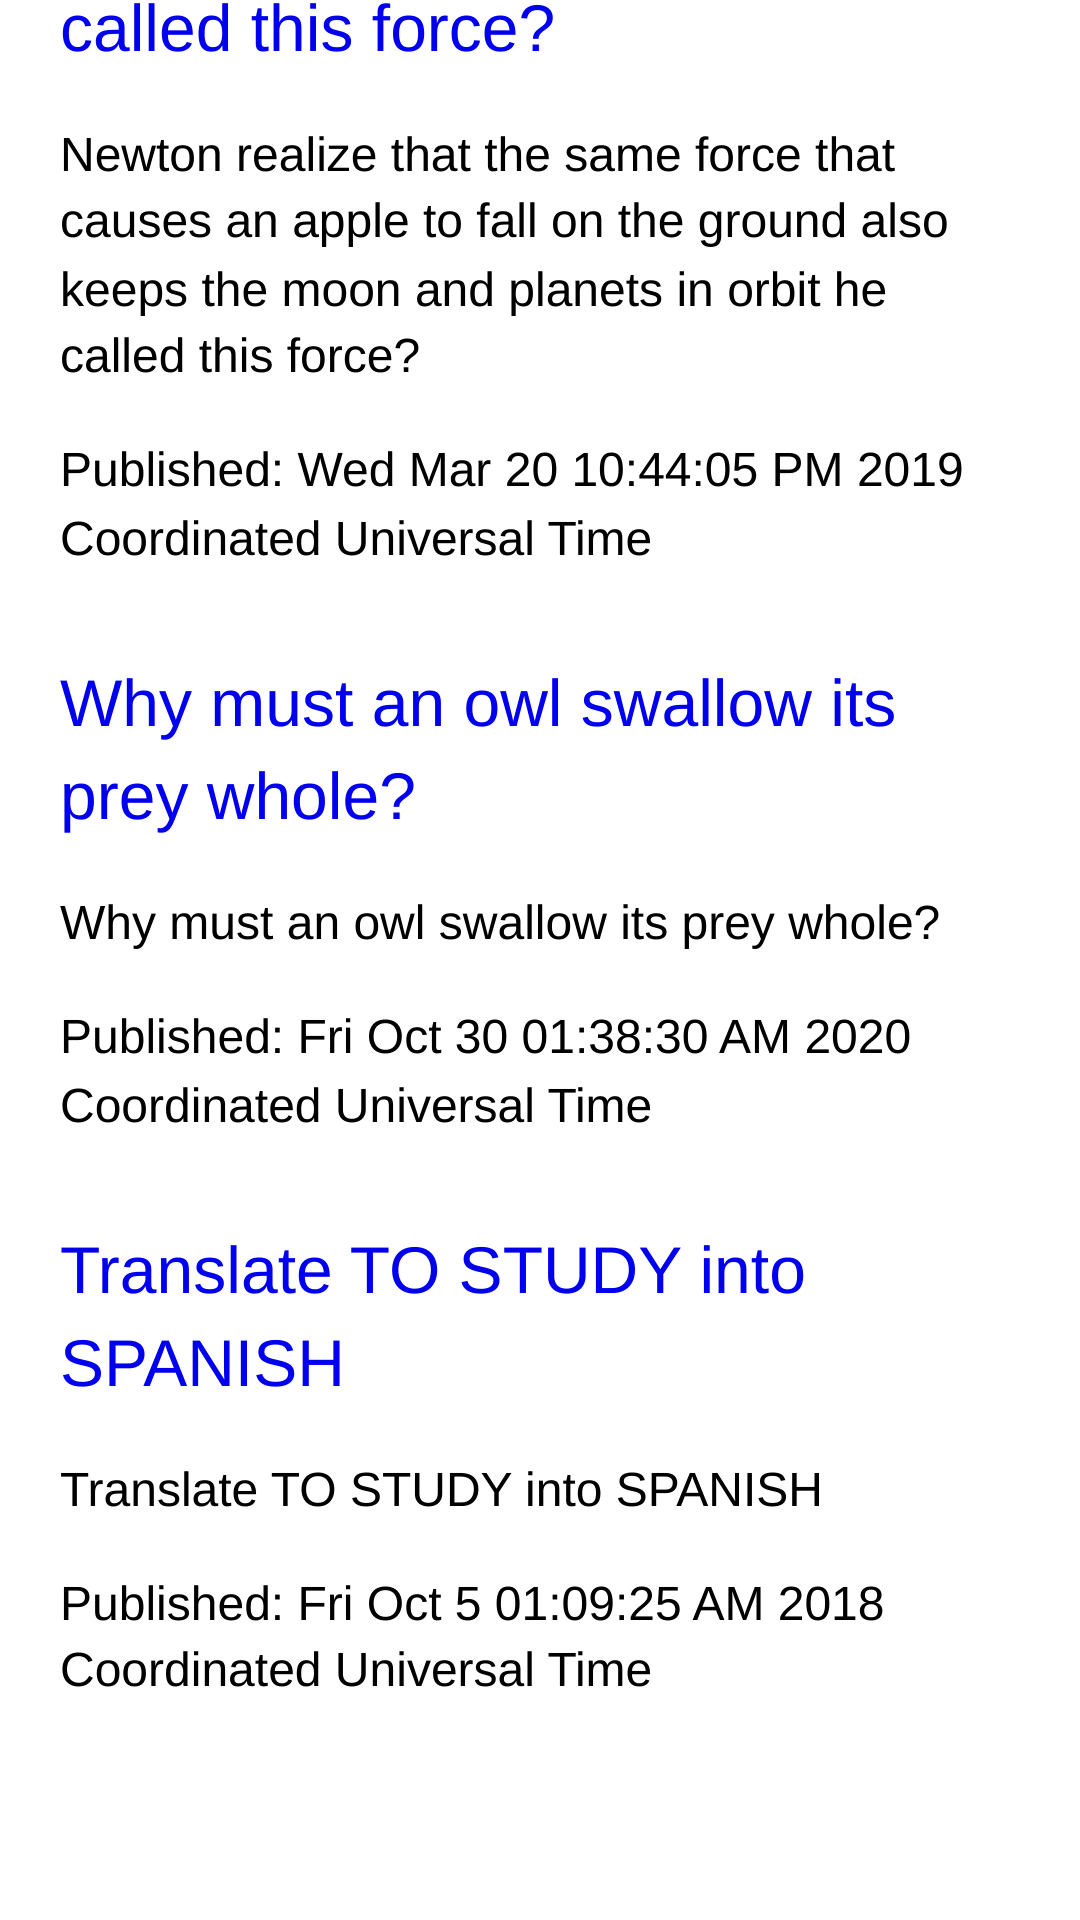 called this force?
Newton realize that the same force that
causes an apple to fall on the ground also
keeps the moon and planets in orbit he
called this force?
Published: Wed Mar 20 10:44:05 PM 2019
Coordinated Universal Time
Why must an owl swallow its
prey whole?
Why must an owl swallow its prey whole?
Published: Fri Oct 30 01:38:30 AM 2020
Coordinated Universal Time
Translate TO STUDY into
SPANISH
Translate TO STUDY into SPANISH
Published: Fri Oct 5 01:09:25 AM 2018
Coordinated Universal Time